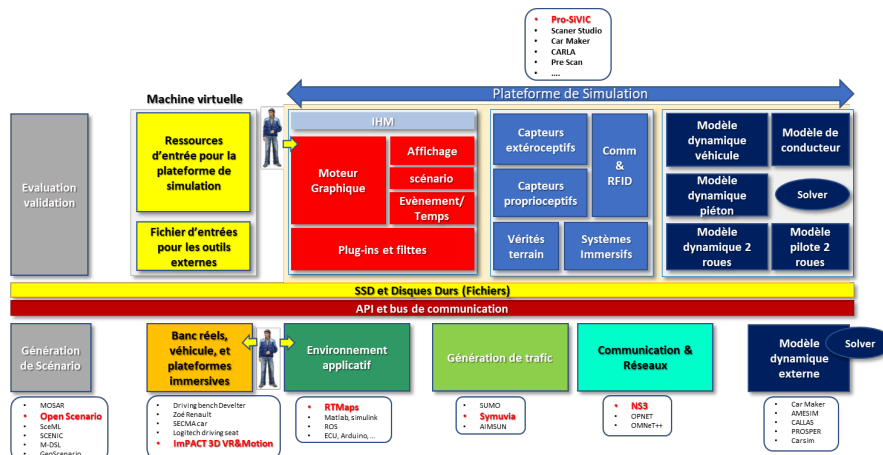 Pro-SiVIC
Scaner Studio
Car Maker
CARLA
Pre Scan
....
Plateforme de Simulation
Machine virtuelle
Evaluation
validation
Ressources
d'entrée pour la
plateforme de
simulation
Fichier d'entrées
pour les outils
externes
IHM
Moteur
Graphique
Affichage
scénario
Evènement/
Temps
Plug-ins et filttes
Capteurs
extéroceptifs
Capteurs
proprioceptifs
Comm
&
RFID
Vérités
terrain
Systèmes
Immersifs
Modèle
dynamique
véhicule
Modèle de
conducteur
Modèle
dynamique
piéton
Solver
Modèle
dynamique 2
roues
Modèle
pilote 2
roues
SSD et Disques Durs (Fichiers)
API et bus de communication
Génération
de Scénario
Banc réels,
véhicule, et
plateformes
immersives
Environnement
applicatif
Génération de trafic
Communication &
Réseaux
Modèle
dynamique
externe
Solver
MOSAR
Open Scenario
SceML
SCENIC
M-DSL
GeoScenario
Driving bench Develter
Zoé Renault
SECMA car
Logitech driving seat
ImPACT 3D VR&Motion
RTMaps
Matlab, simulink
ROS
ECU, Arduino, ...
SUMO
Symuvia
AIMSUN
NS3
OPNET
OMNeT++
Car Maker
AMESIM
CALLAS
PROSPER
Carsim